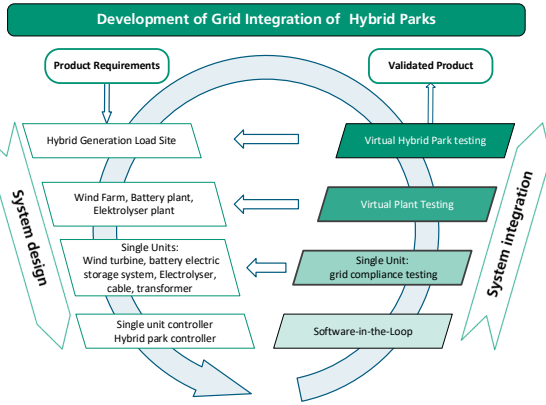 Development of Grid Integration of Hybrid Parks
Product Requirements
Validated Product
Hybrid Generation Load Site
Virtual Hybrid Park testing
Wind Farm, Battery plant,
Elektrolyser plant
Virtual Plant Testing
Single Units:
Wind turbine, battery electric
storage system, Electrolyser,
cable, transformer
Single Unit:
grid compliance testing
Single unit controller
Hybrid park controller
Software-in-the-Loop
System design
System integration